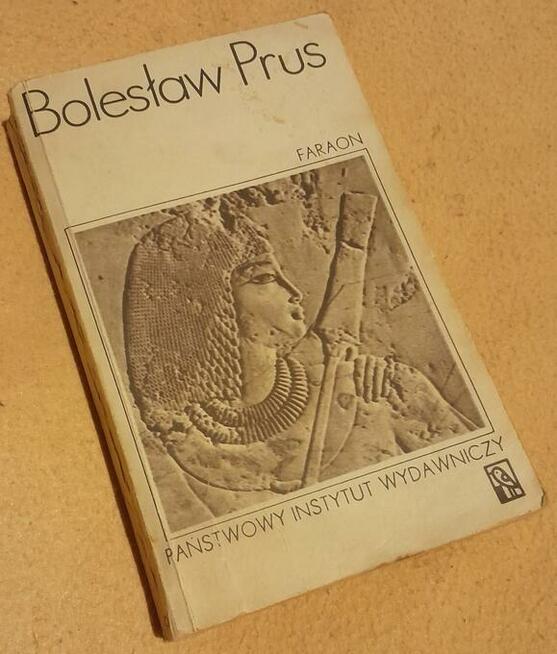 Bolesław Prus
FARAON
PAŃSTWOWY INSTYTUT WYDAWNICZY